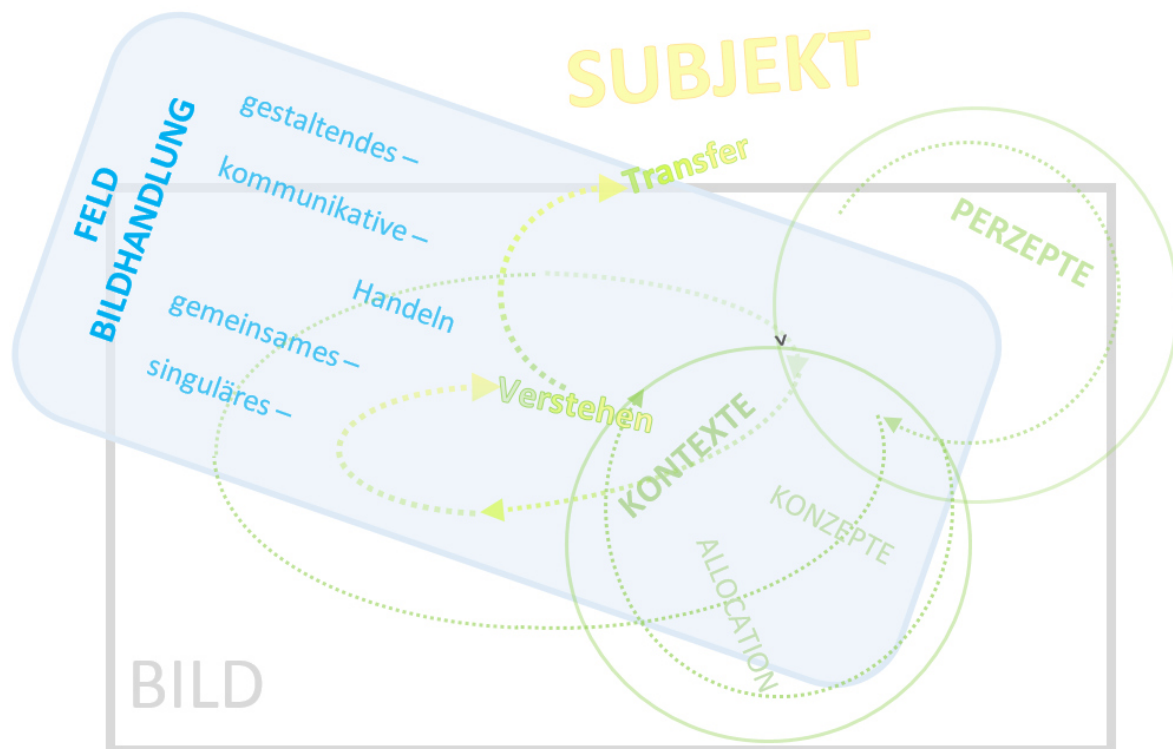 SUBJEKT
FELD
BILDHANDLUNG
gestaltendes –
kommunikative –
Handeln
gemeinsames –
singuläres –
Transfer
Verstehen
PERZEPTE
KONTEXTE
KONZEPTE
ALLOCATION
BILD